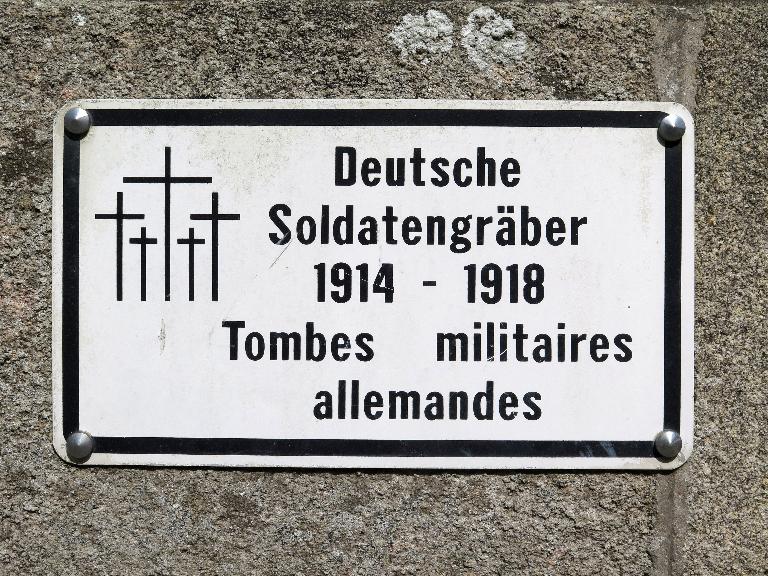 Deutsche
Soldatengräber
1914 - 1918
Tombes militaires
allemandes